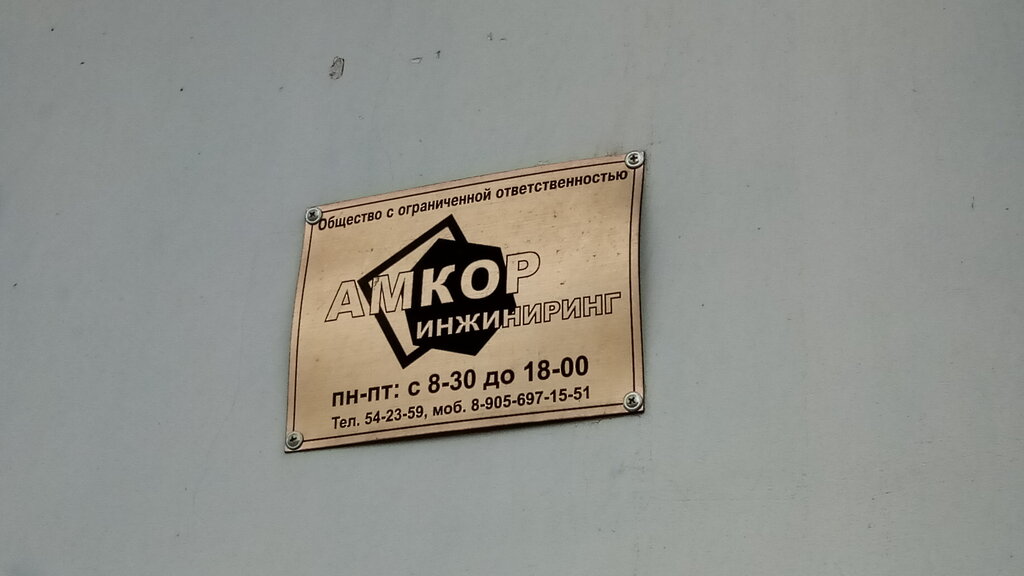 Общество с ограниченной ответственностью
АМКОР
ИНЖИНИРИНГ
пн-пт: с 8-30 до 18-00
Тел. 54-23-59, моб. 8-905-697-15-51